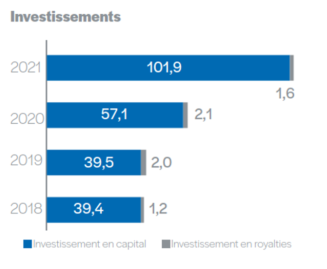 Investissements
2021 101,9
1,6
2020 57,1 2,1
2019 39,5 2,0
2018 39,4 1,2
Investissement en capital Investissement en royalties